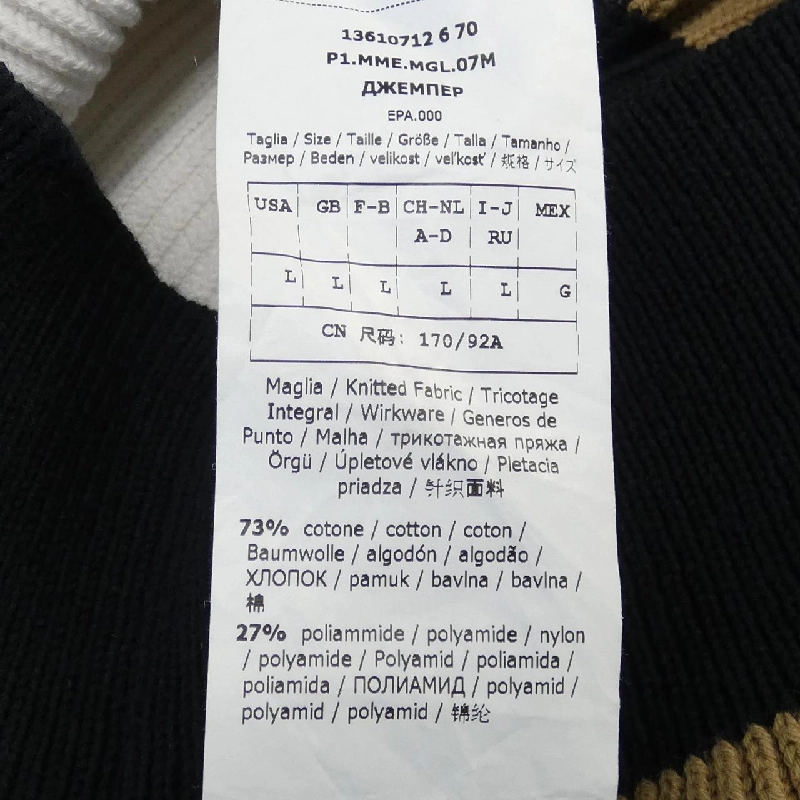 13610712 6 70
P1.MME.MGL.07M
ДЖЕМПЕР
EPA.000
Taglia / Size / Taille / Größe / Talla / Tamanho /
Размер / Beden / velikost / veľkosť / 规格 / サイズ
USA GB F-B CH-NL I-J MEX
A-D RU
L L L L L G
CN 尺码: 170/92A
Maglia / Knitted Fabric / Tricotage
Integral / Wirkware / Generos de
Punto / Malha / трикотажная пряжа /
Örgü / Úpletové vlákno / Pletacia
priadza / 针织面料
73% cotone / cotton / coton /
Baumwolle / algodón / algodão /
ХЛОПОК / pamuk / bavlna / bavlna /
棉
27% poliammide / polyamide / nylon
/ polyamide / Polyamid / poliamida /
poliamida / ПОЛИАМИД / polyamid /
polyamid / polyamid / 锦纶